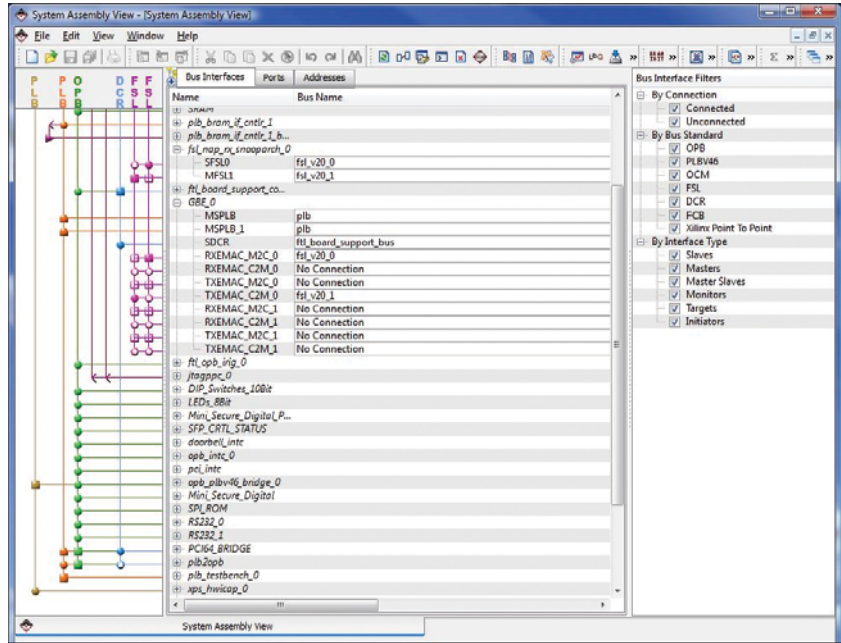 System Assembly View - [System Assembly View]
File Edit View Window Help
P P O D F F
L L P C S S
B B B R L L
Bus Interfaces Ports Addresses
Name Bus Name
SRAM
plb_bram_if_cntlr_1
plb_bram_if_cntlr_1_b...
fsl_nap_rx_snapparch_0
SFSL0 fsl_v20_0
MFSL1 fsl_v20_1
ftl_board_support_co...
GBE_0
MSPLB plb
MSPLB_1 plb
SDCR ftl_board_support_bus
RXEMAC_M2C_0 fsl_v20_0
RXEMAC_C2M_0 No Connection
TXEMAC_M2C_0 No Connection
TXEMAC_C2M_0 fsl_v20_1
RXEMAC_M2C_1 No Connection
RXEMAC_C2M_1 No Connection
TXEMAC_M2C_1 No Connection
TXEMAC_C2M_1 No Connection
ftl_opb_irig_0
jtagppc_0
DIP_Switches_10Bit
LEDs_8Bit
Mini_Secure_Digital_P...
SFP_CRTL_STATUS
doorbell_intc
opb_intc_0
pci_intc
opb_plbv46_bridge_0
Mini_Secure_Digital
SPI_ROM
RS232_0
RS232_1
PCI64_BRIDGE
plb2opb
plb_testbench_0
xps_hwicap_0
Bus Interface Filters
By Connection
Connected
Unconnected
By Bus Standard
OPB
PLBV46
OCM
FSL
DCR
FCB
Xilinx Point To Point
By Interface Type
Slaves
Masters
Master Slaves
Monitors
Targets
Initiators
System Assembly View